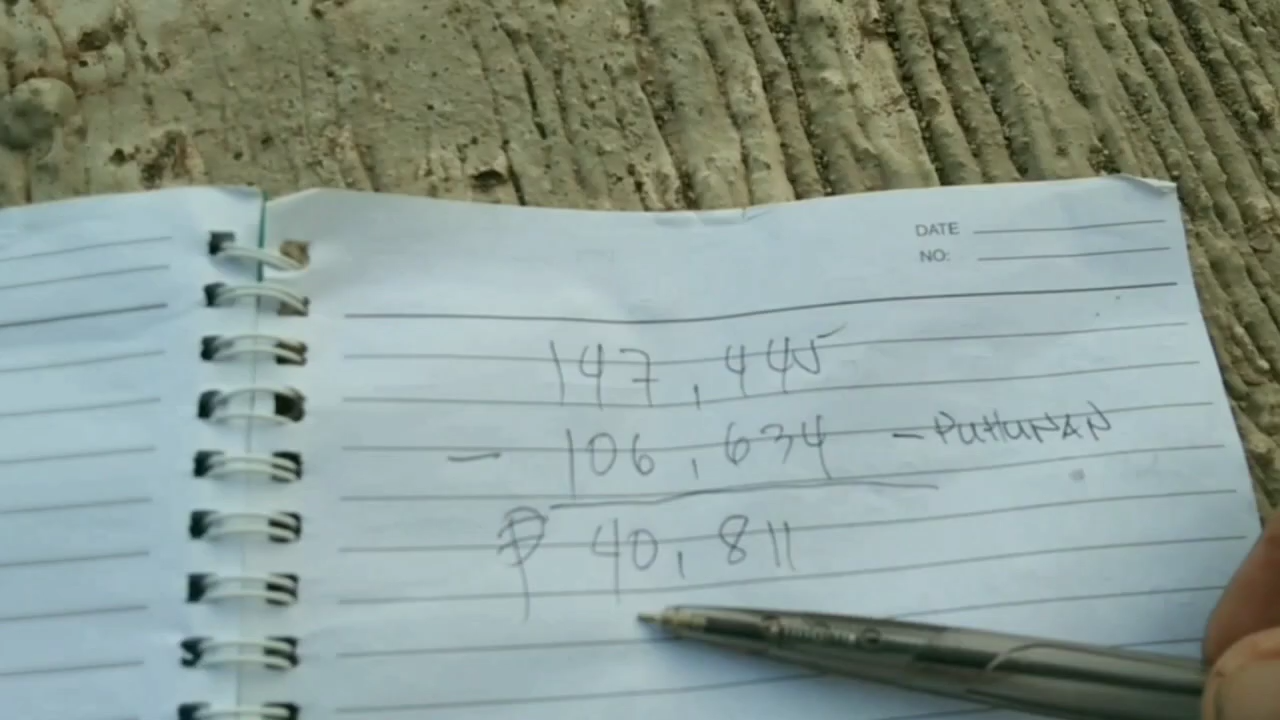 DATE
NO:
147,445
- 106,634 - PUHUNAN
₱ 40,811